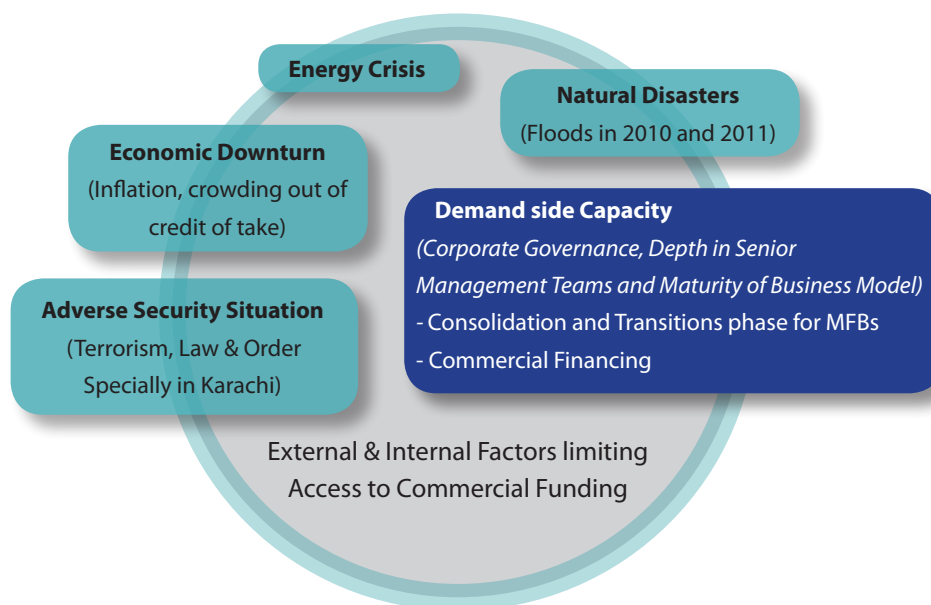 Energy Crisis
Natural Disasters
(Floods in 2010 and 2011)
Economic Downturn
(Inflation, crowding out of
credit of take)
Demand side Capacity
(Corporate Governance, Depth in Senior
Management Teams and Maturity of Business Model)
- Consolidation and Transitions phase for MFBs
- Commercial Financing
Adverse Security Situation
(Terrorism, Law & Order
Specially in Karachi)
External & Internal Factors limiting
Access to Commercial Funding